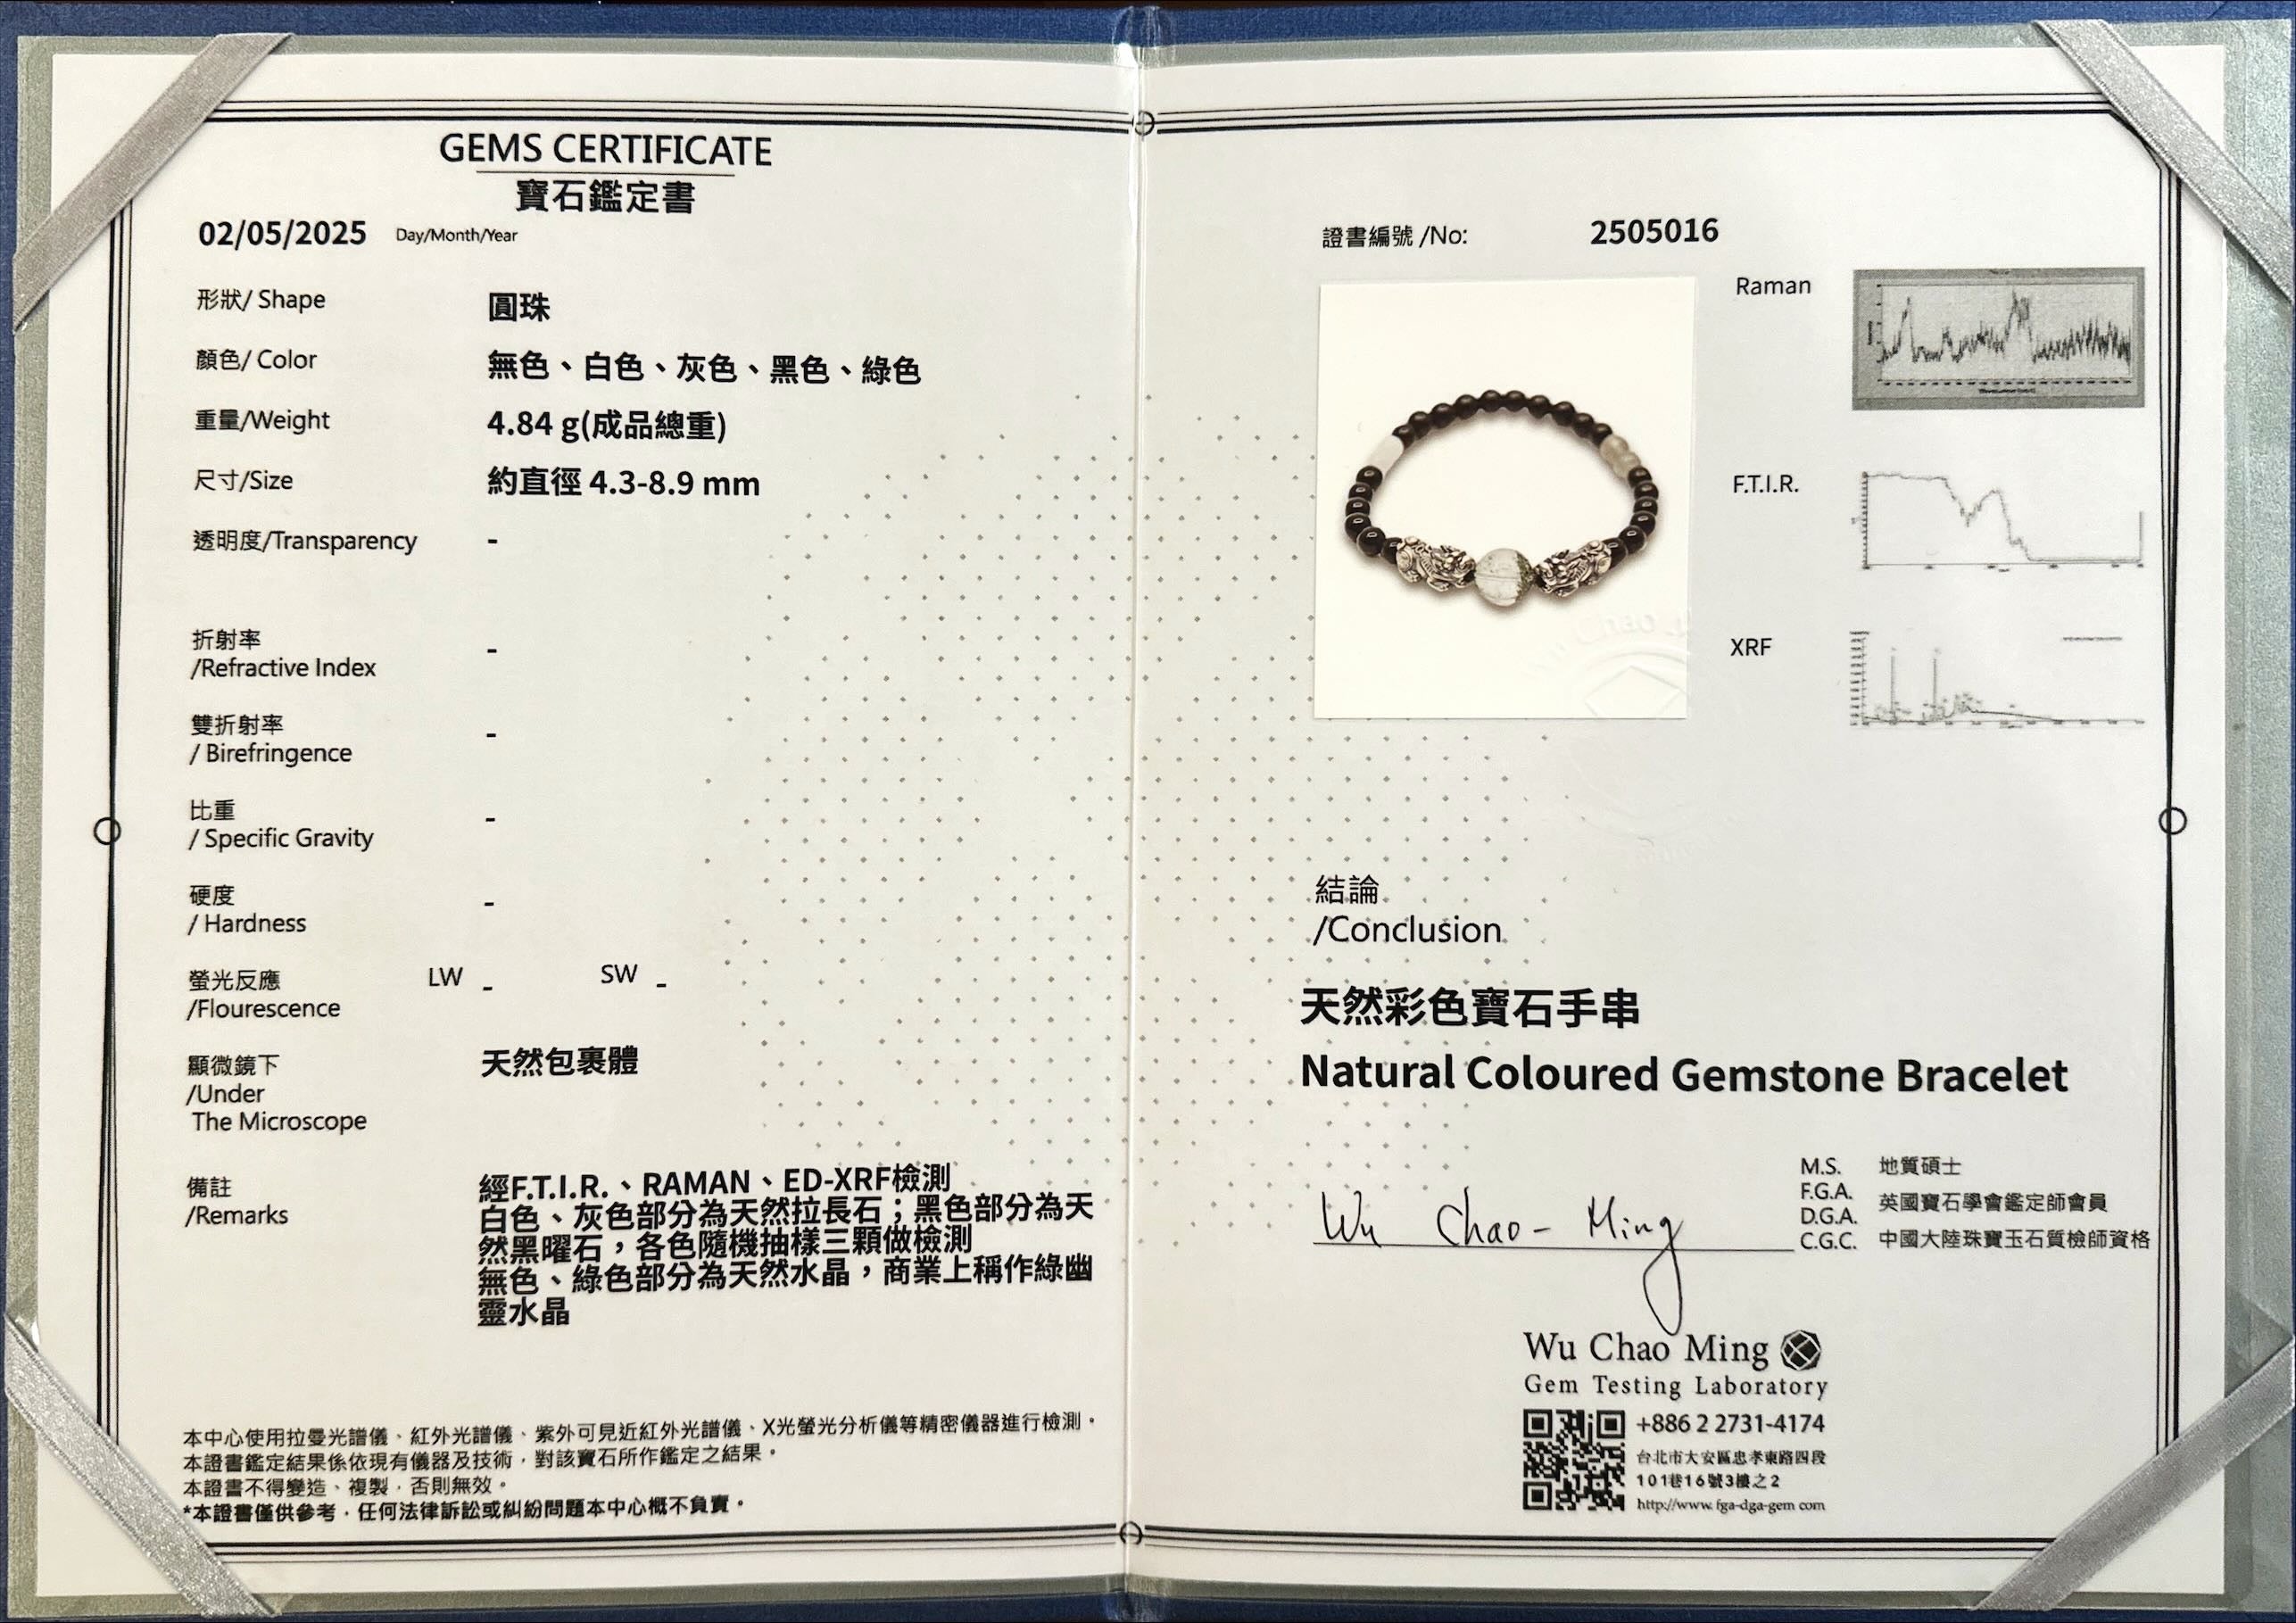 GEMS CERTIFICATE
寶石鑑定書
02/05/2025 Day/Month/Year
形狀/ Shape 圓珠
顏色/ Color 無色、白色、灰色、黑色、綠色
重量/Weight 4.84 g(成品總重)
尺寸/Size 約直徑 4.3-8.9 mm
透明度/Transparency -
折射率
/Refractive Index -
雙折射率
/ Birefringence -
比重
/ Specific Gravity -
硬度
/ Hardness -
螢光反應 LW - SW -
/Flourescence
顯微鏡下 天然包裹體
/Under
The Microscope
備註
/Remarks
經F.T.I.R.、RAMAN、ED-XRF檢測
白色、灰色部分為天然拉長石；黑色部分為天
然黑曜石，各色隨機抽樣三顆做檢測
無色、綠色部分為天然水晶，商業上稱作綠幽
靈水晶
本中心使用拉曼光譜儀、紅外光譜儀、紫外可見近紅外光譜儀、X光螢光分析儀等精密儀器進行檢測。
本證書鑑定結果係依現有儀器及技術，對該寶石所作鑑定之結果。
本證書不得變造、複製，否則無效。
*本證書僅供參考，任何法律訴訟或糾紛問題本中心概不負責。
證書編號 /No: 2505016
Raman
F.T.I.R.
XRF
結論
/Conclusion
天然彩色寶石手串
Natural Coloured Gemstone Bracelet
Wu Chao-Ming
M.S. 地質碩士
F.G.A. 英國寶石學會鑑定師會員
D.G.A.
C.G.C. 中國大陸珠寶玉石質檢師資格
Wu Chao Ming
Gem Testing Laboratory
+886 2 2731-4174
台北市大安區忠孝東路四段
101巷16號3樓之2
http://www.fga-dga-gem com